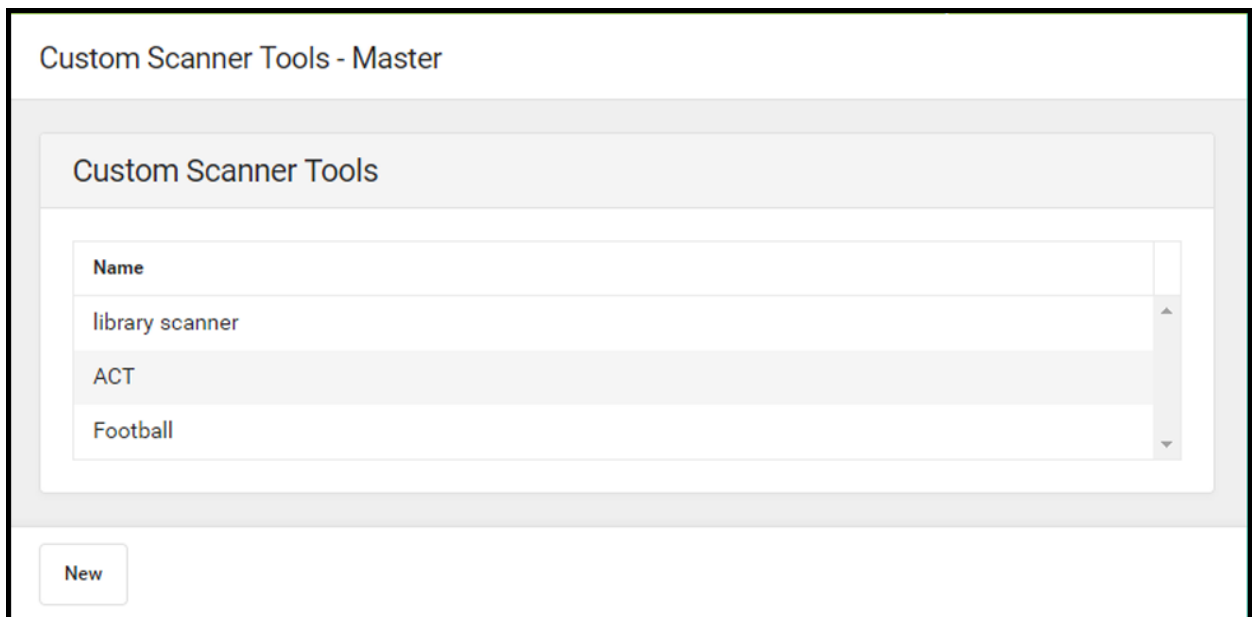 Custom Scanner Tools - Master
Custom Scanner Tools
Name
library scanner
ACT
Football
New